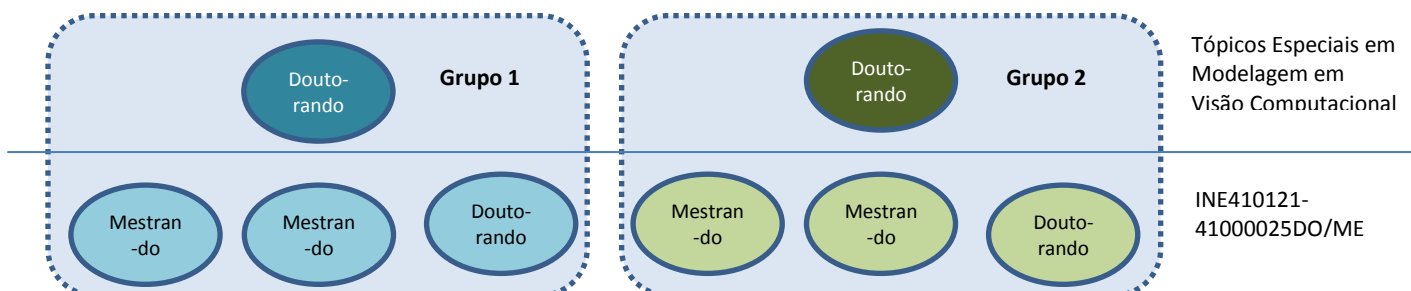 Douto-
rando
Grupo 1
Douto-
rando
Grupo 2
Tópicos Especiais em
Modelagem em
Visão Computacional
Mestran
-do
Mestran
-do
Douto-
rando
Mestran
-do
Mestran
-do
Douto-
rando
INE410121-
41000025DO/ME